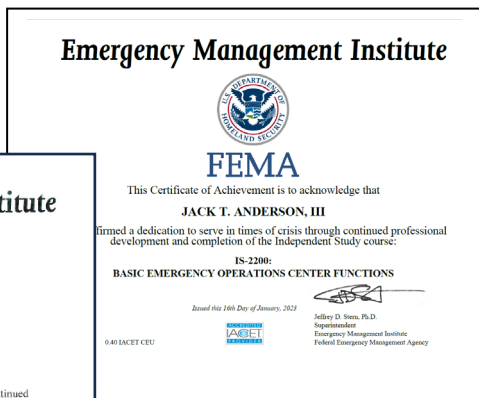 Emergency Management Institute
U.S. DEPARTMENT OF
HOMELAND SECURITY
FEMA
This Certificate of Achievement is to acknowledge that
JACK T. ANDERSON, III
firmed a dedication to serve in times of crisis through continued professional
development and completion of the Independent Study course:
IS-2200:
BASIC EMERGENCY OPERATIONS CENTER FUNCTIONS
Issued this 16th Day of January, 2023
Jeffrey D. Stern, Ph.D.
Superintendent
Emergency Management Institute
Federal Emergency Management Agency
ACCREDITED
IACET
PROVIDER
0.40 IACET CEU
titute
tinued